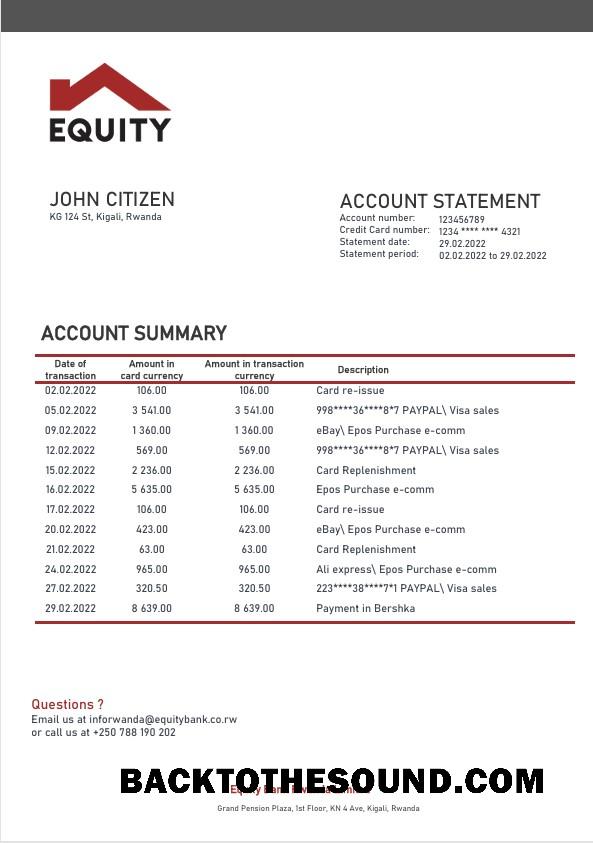 EQUITY
JOHN CITIZEN
KG 124 St, Kigali, Rwanda
ACCOUNT STATEMENT
Account number: 123456789
Credit Card number: 1234 **** **** 4321
Statement date: 29.02.2022
Statement period: 02.02.2022 to 29.02.2022
ACCOUNT SUMMARY
Date of transaction Amount in card currency Amount in transaction currency Description
02.02.2022 106.00 106.00 Card re-issue
05.02.2022 3 541.00 3 541.00 998****36****8*7 PAYPAL\ Visa sales
09.02.2022 1 360.00 1 360.00 eBay\ Epos Purchase e-comm
12.02.2022 569.00 569.00 998****36****8*7 PAYPAL\ Visa sales
15.02.2022 2 236.00 2 236.00 Card Replenishment
16.02.2022 5 635.00 5 635.00 Epos Purchase e-comm
17.02.2022 106.00 106.00 Card re-issue
20.02.2022 423.00 423.00 eBay\ Epos Purchase e-comm
21.02.2022 63.00 63.00 Card Replenishment
24.02.2022 965.00 965.00 Ali express\ Epos Purchase e-comm
27.02.2022 320.50 320.50 223****38****7*1 PAYPAL\ Visa sales
29.02.2022 8 639.00 8 639.00 Payment in Bershka
Questions ?
Email us at inforwanda@equitybank.co.rw
or call us at +250 788 190 202
BACKTOTHESOUND.COM
Grand Pension Plaza, 1st Floor, KN 4 Ave, Kigali, Rwanda